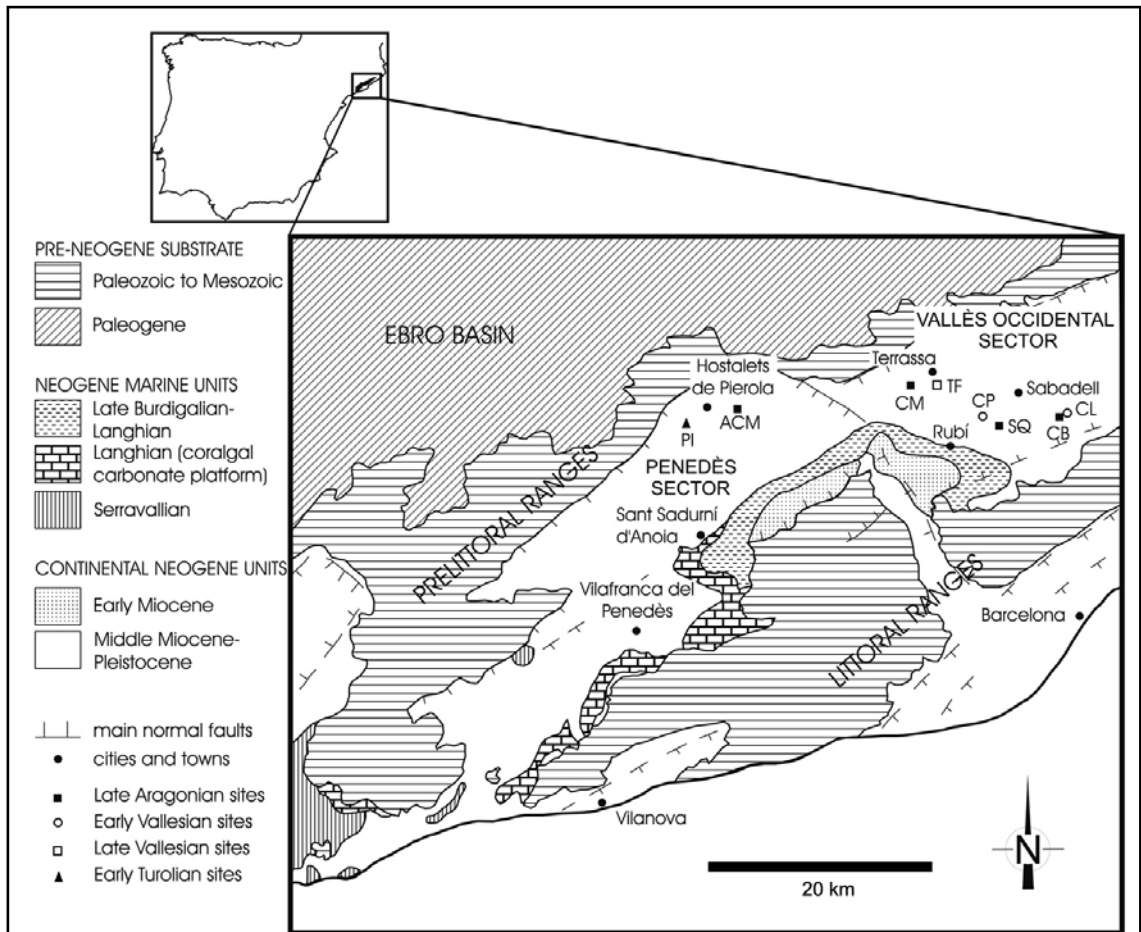 PRE-NEOGENE SUBSTRATE
Paleozoic to Mesozoic
Paleogene
NEOGENE MARINE UNITS
Late Burdigalian-
Langhian
Langhian (coralgal
carbonate platform)
Serravallian
CONTINENTAL NEOGENE UNITS
Early Miocene
Middle Miocene-
Pleistocene
main normal faults
cities and towns
Late Aragonian sites
Early Vallesian sites
Late Vallesian sites
Early Turolian sites
EBRO BASIN
VALLÈS OCCIDENTAL
SECTOR
Terrassa
Hostalets
de Pierola
CM
TF
Sabadell
CP
CL
ACM
SQ
CB
PI
Rubí
PENEDÈS
SECTOR
PRELITTORAL RANGES
Sant Sadurní
d'Anoia
Vilafranca del
Penedès
LITTORAL RANGES
Barcelona
Vilanova
20 km
N